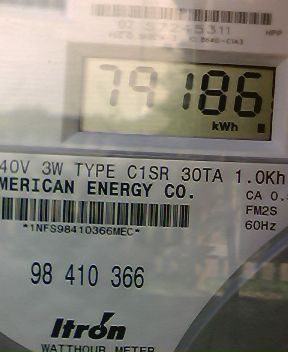 HPP
79186
kWh
40V 3W TYPE C1SR 30TA 1.0Kh
MERICAN ENERGY CO.
CA 0.
FM2S
60Hz
*1NFS98410366MEC*
98 410 366
Itron
WATTHOUR METER